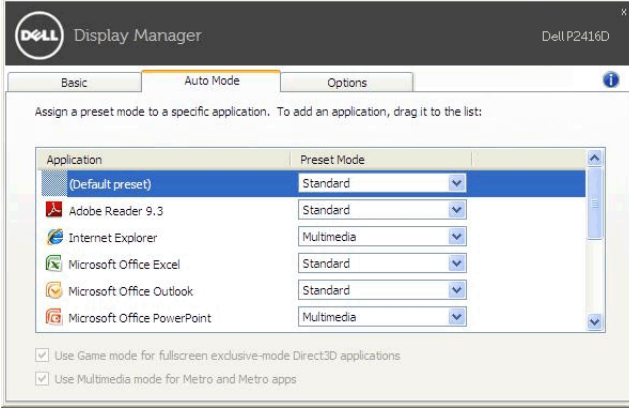 x
DELL Display Manager Dell P2416D
Basic Auto Mode Options i
Assign a preset mode to a specific application. To add an application, drag it to the list:
Application Preset Mode
(Default preset) Standard
Adobe Reader 9.3 Standard
Internet Explorer Multimedia
Microsoft Office Excel Standard
Microsoft Office Outlook Standard
Microsoft Office PowerPoint Multimedia
Use Game mode for fullscreen exclusive-mode Direct3D applications
Use Multimedia mode for Metro and Metro apps